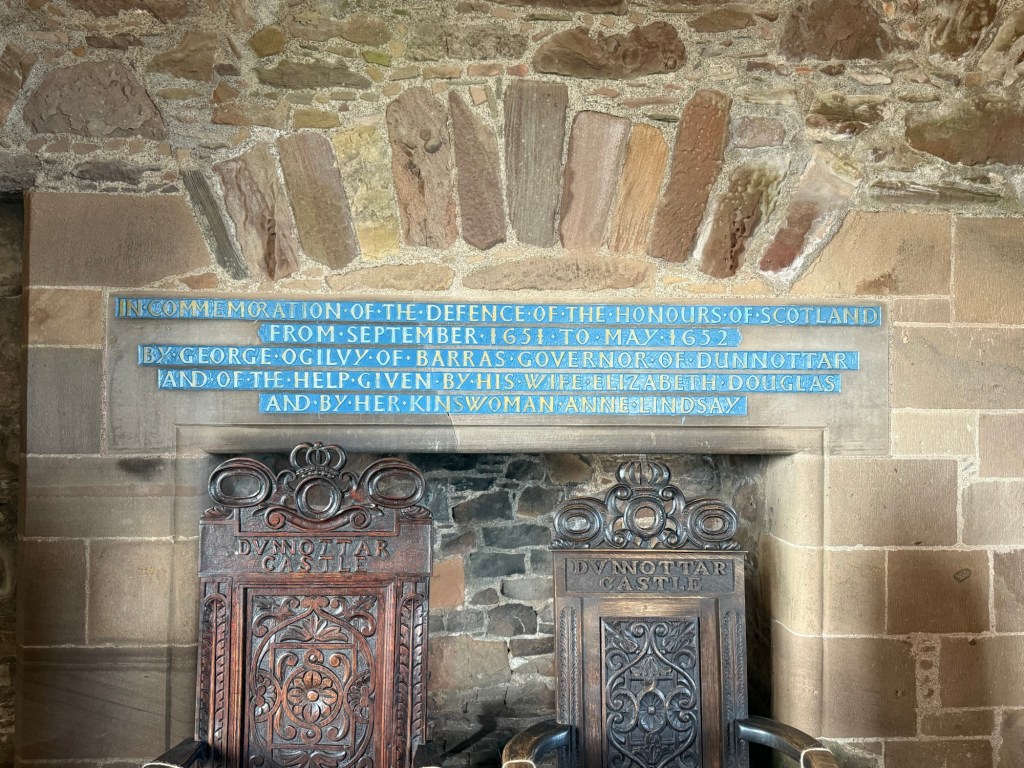 IN·COMMEMORATION·OF·THE·DEFENCE·OF·THE·HONOURS·OF·SCOTLAND
FROM·SEPTEMBER·1651·TO·MAY·1652
BY·GEORGE·OGILVY·OF·BARRAS·GOVERNOR·OF·DUNNOTTAR
AND·OF·THE·HELP·GIVEN·BY·HIS·WIFE·ELIZABETH·DOUGLAS
AND·BY·HER·KINSWOMAN·ANNE·LINDSAY
DVNNOTTAR
CASTLE
DVNNOTTAR
CASTLE